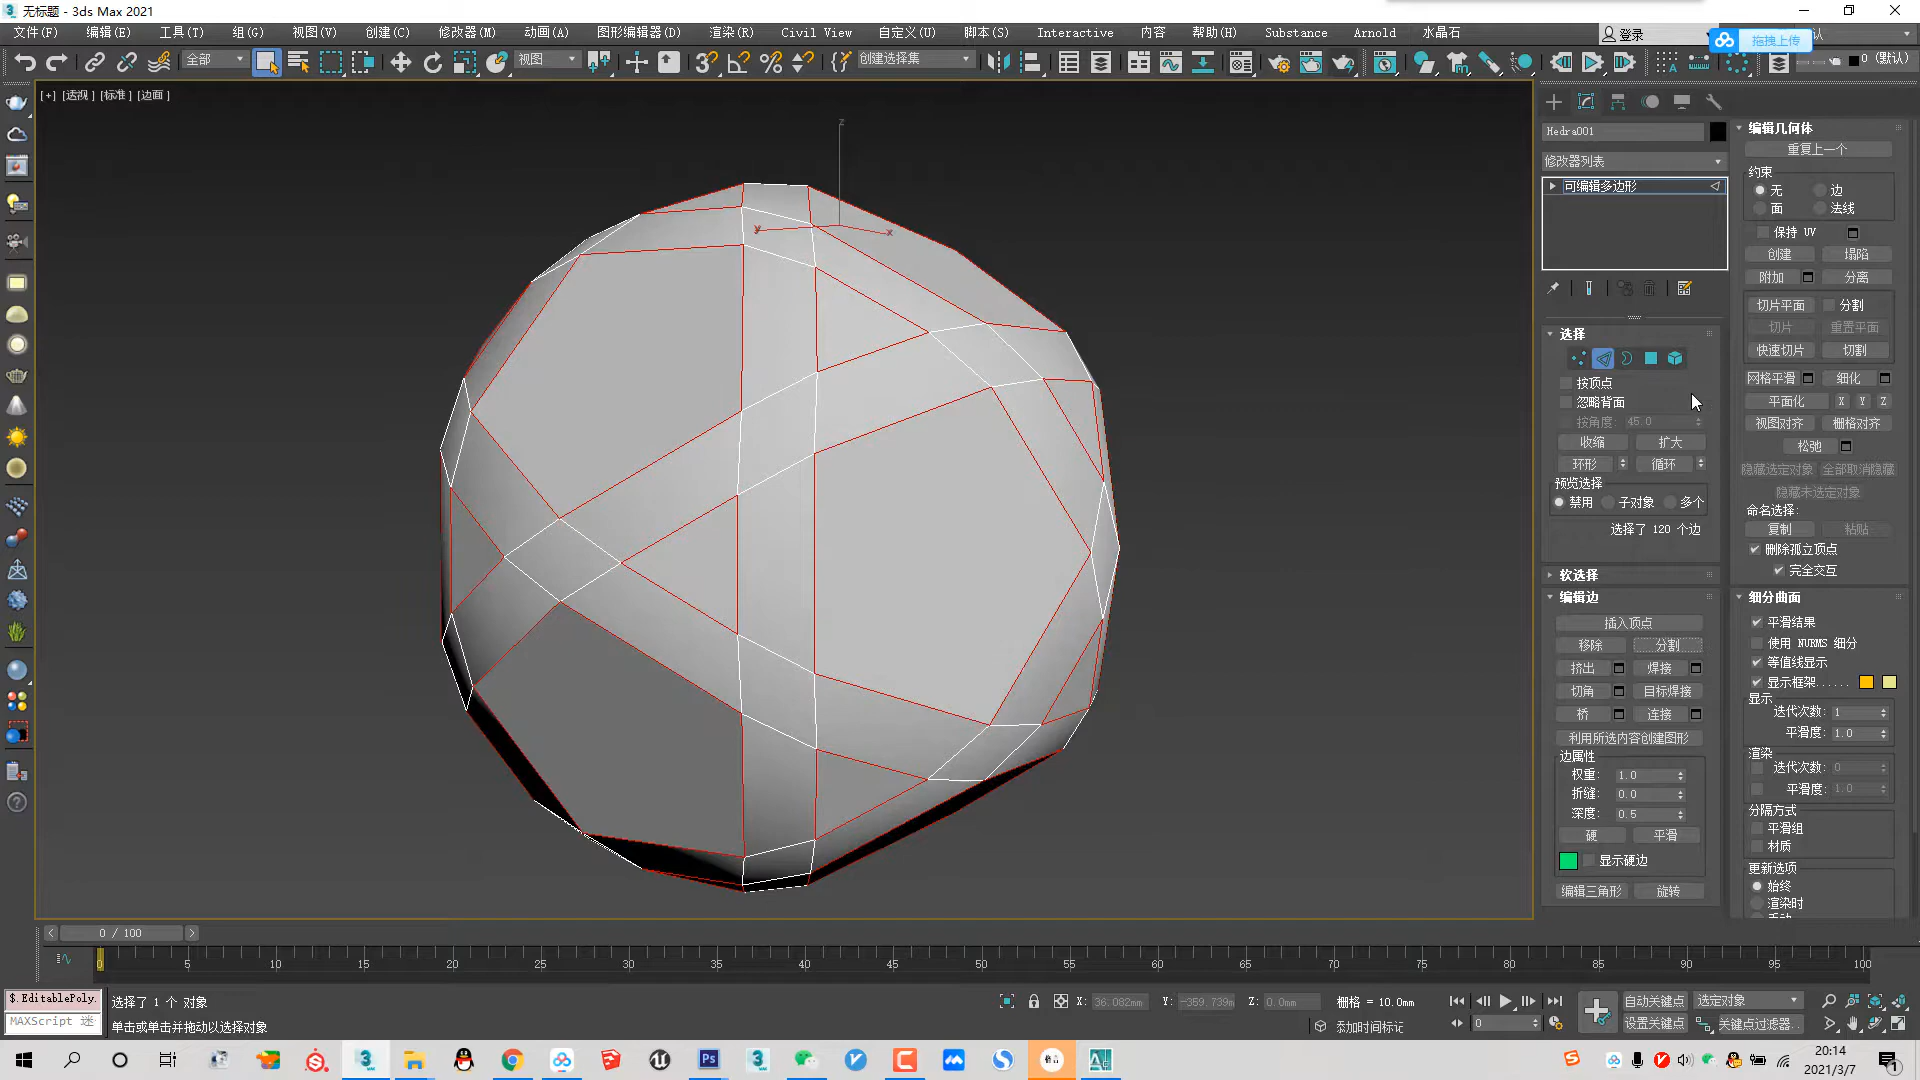 无标题 - 3ds Max 2021
文件(F) 编辑(E) 工具(T) 组(G) 视图(V) 创建(C) 修改器(M) 动画(A) 图形编辑器(D) 渲染(R) Civil View 自定义(U) 脚本(S) Interactive 内容 帮助(H) Substance Arnold 水晶石
登录
拖拽上传
全部 视图 创建选择集 0 (默认)
[+] [透视] [标准] [边面]
z
y
x
Hedra001
修改器列表
可编辑多边形
选择
按顶点
忽略背面
按角度: 45.0
收缩 扩大
环形 循环
预览选择
禁用 子对象 多个
选择了 120 个边
软选择
编辑边
插入顶点
移除 分割
挤出 焊接
切角 目标焊接
桥 连接
利用所选内容创建图形
边属性
权重: 1.0
折缝: 0.0
深度: 0.5
硬 平滑
显示硬边
编辑三角形 旋转
编辑几何体
重复上一个
约束
无 边
面 法线
保持 UV
创建 塌陷
附加 分离
切片平面 分割
切片 重置平面
快速切片 切割
网格平滑 细化
平面化 X Y Z
视图对齐 栅格对齐
松弛
隐藏选定对象 全部取消隐藏
隐藏未选定对象
命名选择:
复制 粘贴
删除孤立顶点
完全交互
细分曲面
平滑结果
使用 NURMS 细分
等值线显示
显示框架......
显示
迭代次数: 1
平滑度: 1.0
渲染
迭代次数: 0
平滑度: 1.0
分隔方式
平滑组
材质
更新选项
始终
渲染时
手动
0 / 100
0 5 10 15 20 25 30 35 40 45 50 55 60 65 70 75 80 85 90 95 100
$.EditablePoly.
MAXScript 迷
选择了 1 个 对象
单击或单击并拖动以选择对象
X: 36.082mm Y: -359.739m Z: 0.0mm 栅格 = 10.0mm
添加时间标记
0
自动关键点 选定对象
设置关键点 关键点过滤器...
20:14
2021/3/7